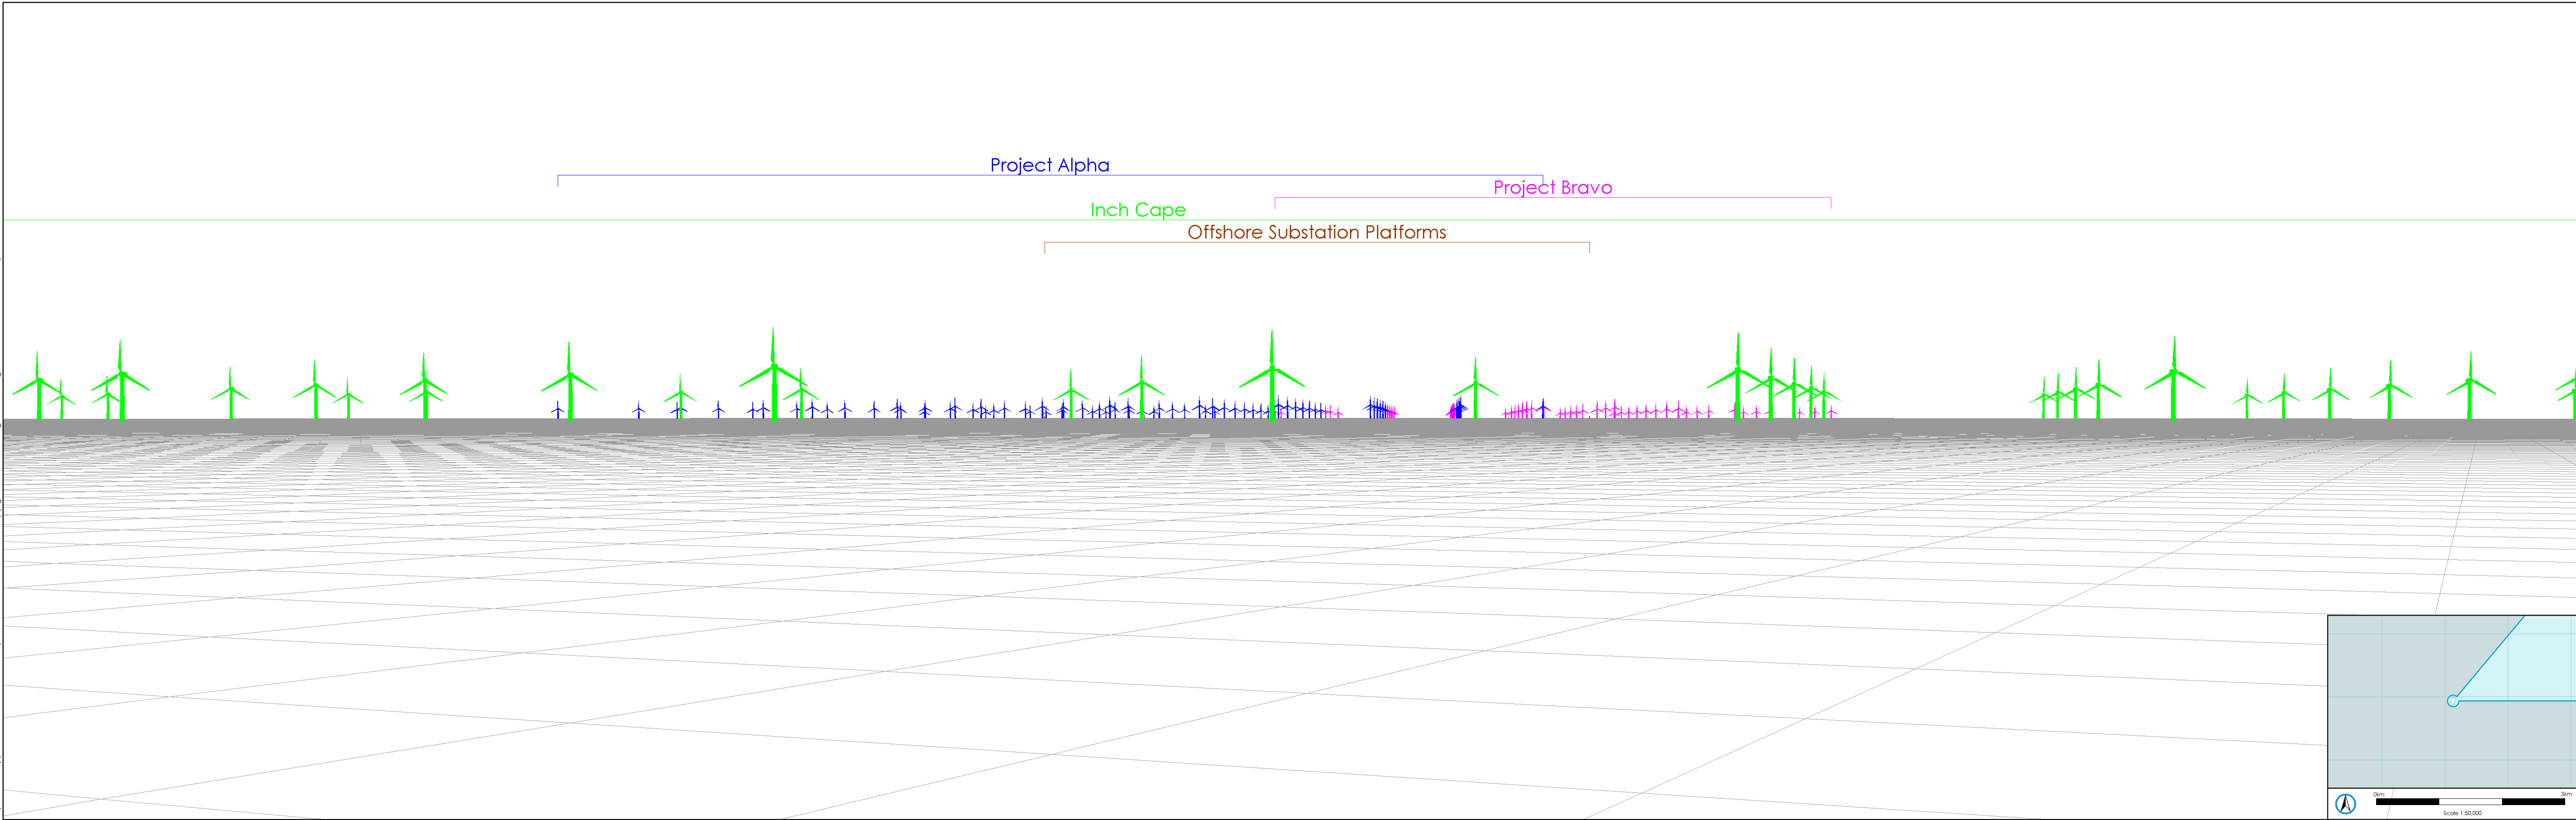 Project Alpha
Project Bravo
Inch Cape
Offshore Substation Platforms
0km 3km
Scale 1:50,000